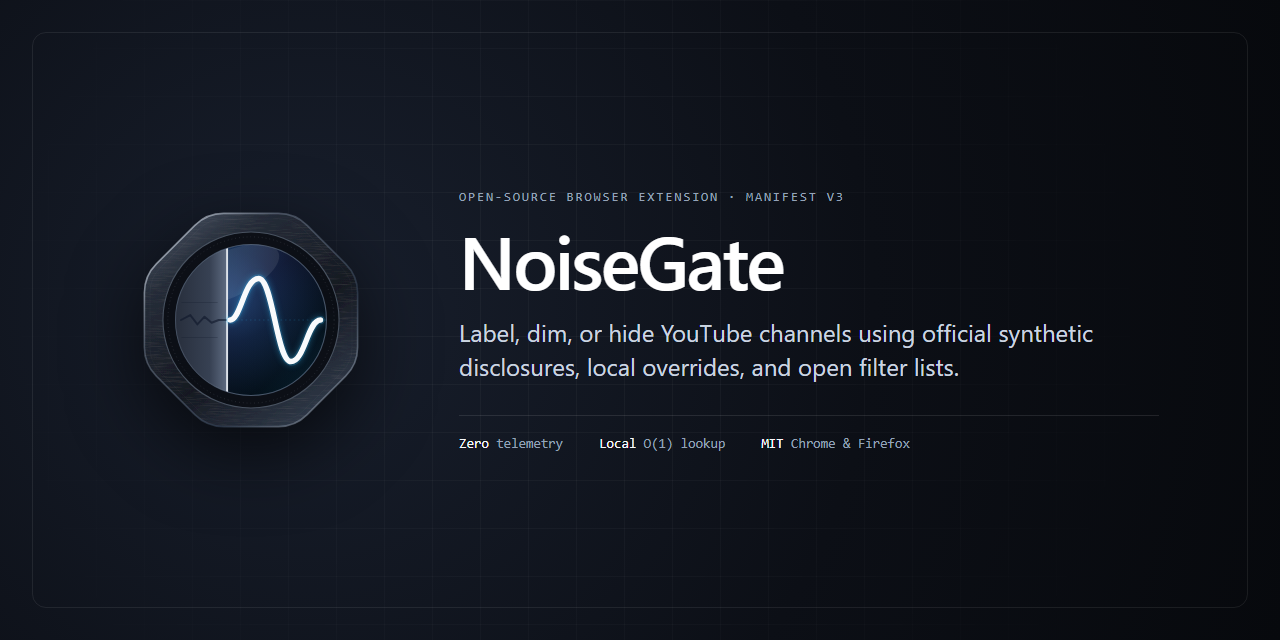 OPEN-SOURCE BROWSER EXTENSION · MANIFEST V3
NoiseGate
Label, dim, or hide YouTube channels using official synthetic
disclosures, local overrides, and open filter lists.
Zero telemetry Local O(1) lookup MIT Chrome & Firefox